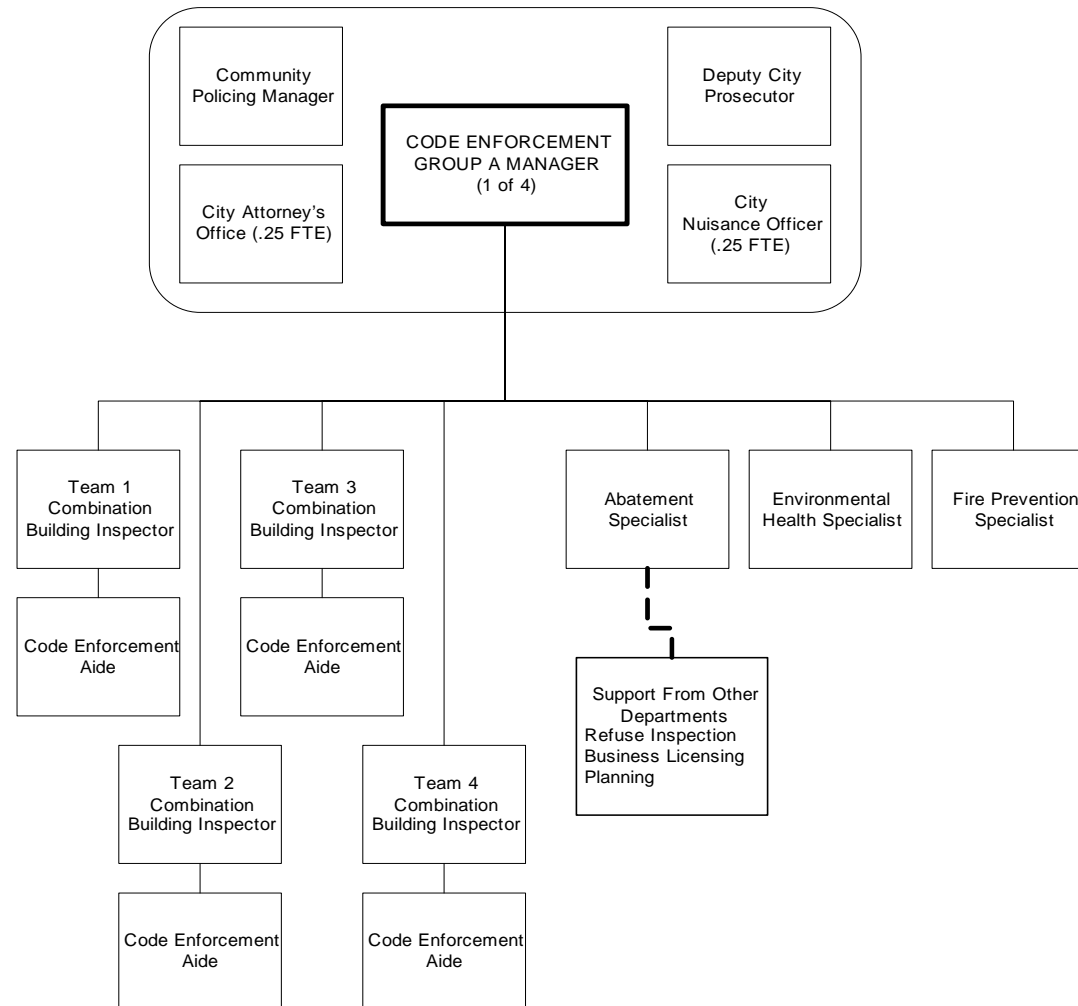 Community
Policing Manager
Deputy City
Prosecutor
CODE ENFORCEMENT
GROUP A MANAGER
(1 of 4)
City Attorney's
Office (.25 FTE)
City
Nuisance Officer
(.25 FTE)
Team 1
Combination
Building Inspector
Team 3
Combination
Building Inspector
Abatement
Specialist
Environmental
Health Specialist
Fire Prevention
Specialist
Code Enforcement
Aide
Code Enforcement
Aide
Support From Other
Departments
Refuse Inspection
Business Licensing
Planning
Team 2
Combination
Building Inspector
Team 4
Combination
Building Inspector
Code Enforcement
Aide
Code Enforcement
Aide